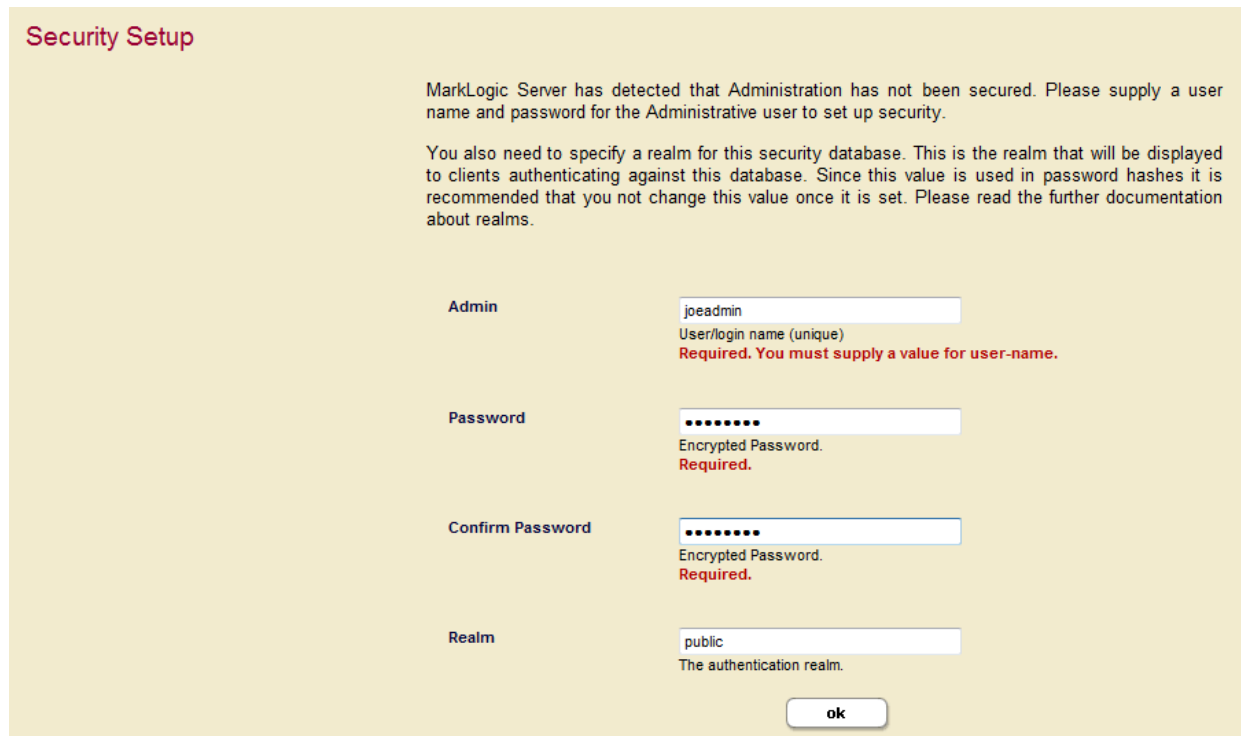 Security Setup
MarkLogic Server has detected that Administration has not been secured. Please supply a user
name and password for the Administrative user to set up security.
You also need to specify a realm for this security database. This is the realm that will be displayed
to clients authenticating against this database. Since this value is used in password hashes it is
recommended that you not change this value once it is set. Please read the further documentation
about realms.
Admin
joeadmin
User/login name (unique)
Required. You must supply a value for user-name.
Password
••••••••
Encrypted Password.
Required.
Confirm Password
••••••••
Encrypted Password.
Required.
Realm
public
The authentication realm.
ok